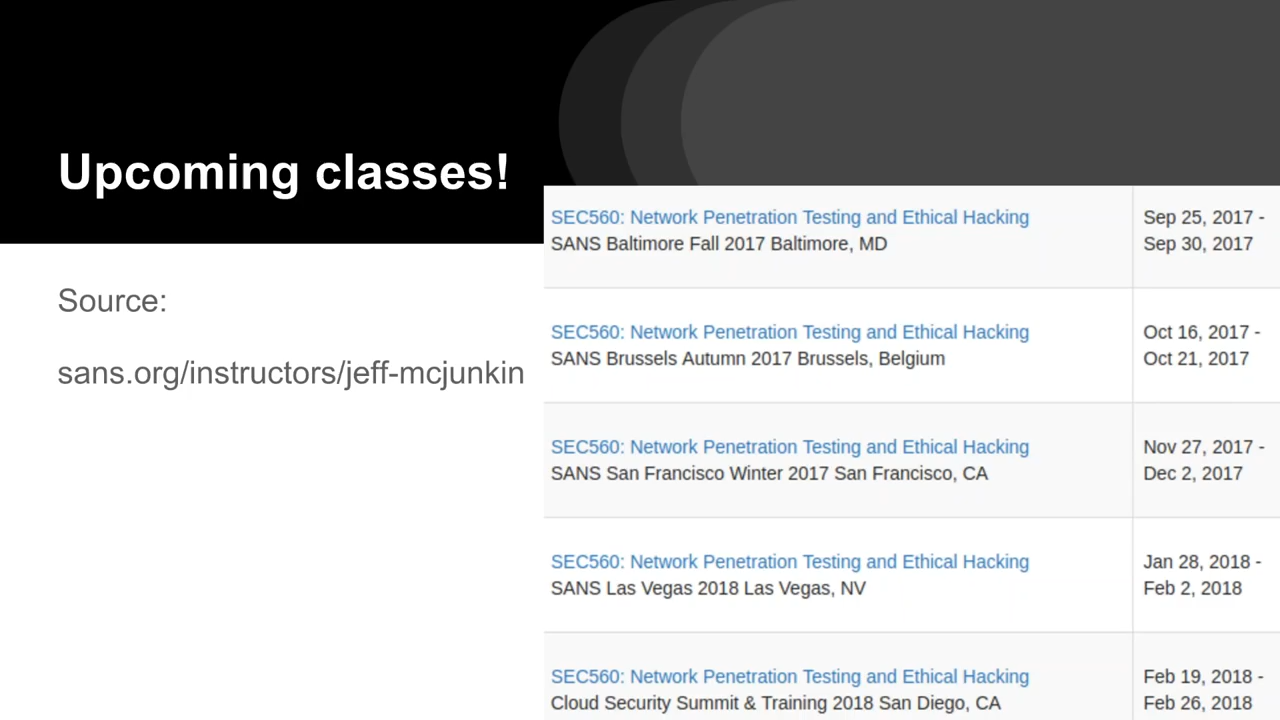 Upcoming classes!
Source:
sans.org/instructors/jeff-mcjunkin
SEC560: Network Penetration Testing and Ethical Hacking
SANS Baltimore Fall 2017 Baltimore, MD
Sep 25, 2017 -
Sep 30, 2017
SEC560: Network Penetration Testing and Ethical Hacking
SANS Brussels Autumn 2017 Brussels, Belgium
Oct 16, 2017 -
Oct 21, 2017
SEC560: Network Penetration Testing and Ethical Hacking
SANS San Francisco Winter 2017 San Francisco, CA
Nov 27, 2017 -
Dec 2, 2017
SEC560: Network Penetration Testing and Ethical Hacking
SANS Las Vegas 2018 Las Vegas, NV
Jan 28, 2018 -
Feb 2, 2018
SEC560: Network Penetration Testing and Ethical Hacking
Cloud Security Summit & Training 2018 San Diego, CA
Feb 19, 2018 -
Feb 26, 2018